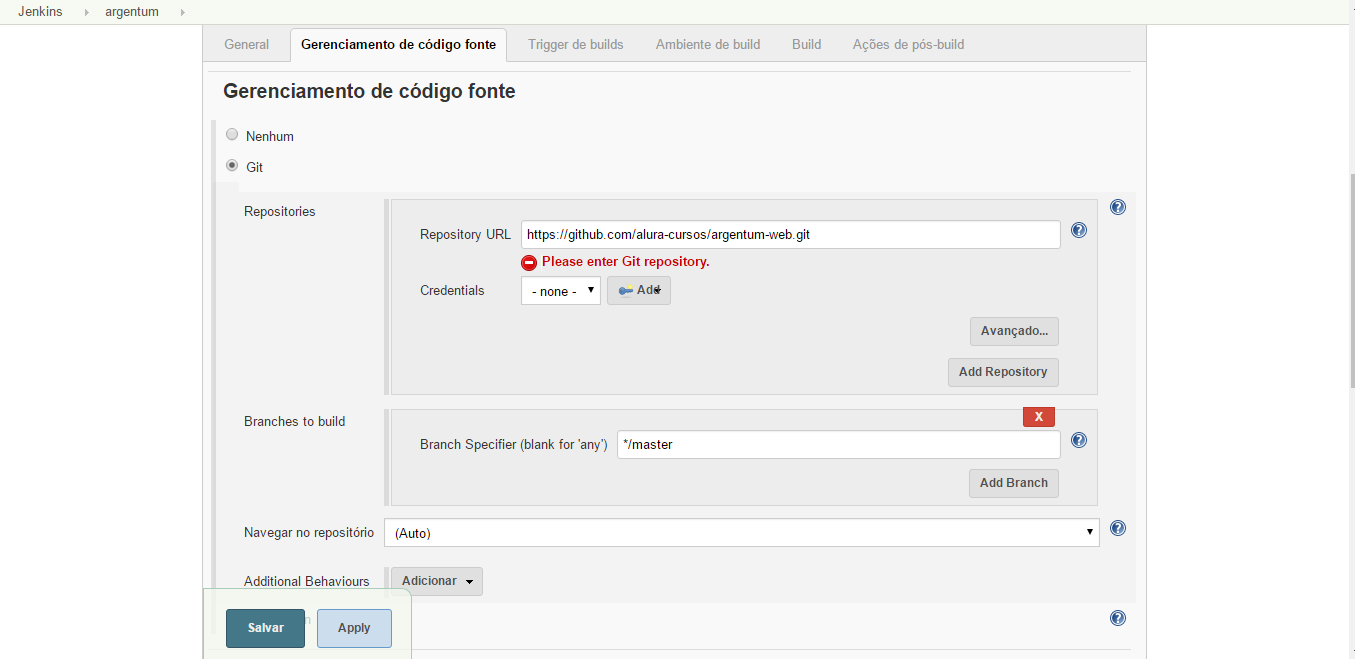 Jenkins argentum
General Gerenciamento de código fonte Trigger de builds Ambiente de build Build Ações de pós-build
Gerenciamento de código fonte
Nenhum
Git
Repositories
Repository URL https://github.com/alura-cursos/argentum-web.git
Please enter Git repository.
Credentials - none - Add
Avançado...
Add Repository
Branches to build
X
Branch Specifier (blank for 'any') */master
Add Branch
Navegar no repositório (Auto)
Additional Behaviours Adicionar
Salvar Apply